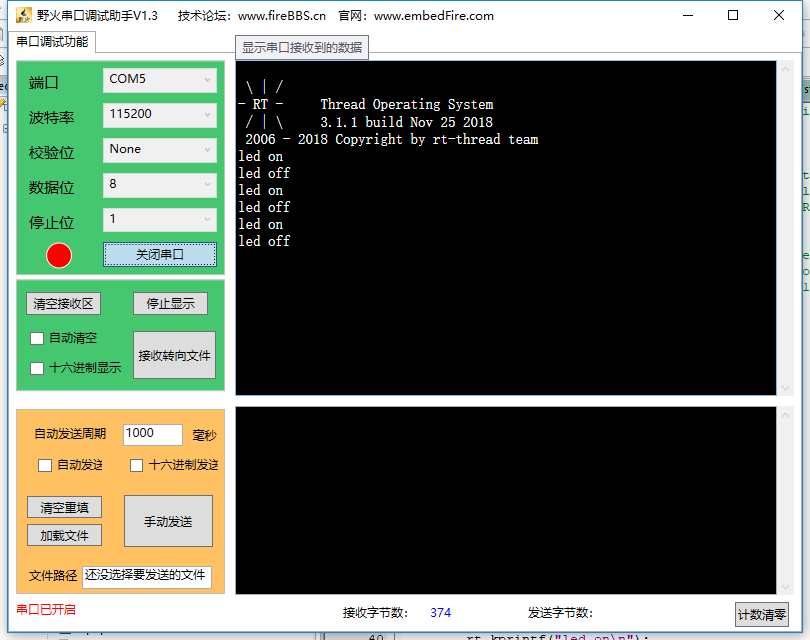 野火串口调试助手V1.3 技术论坛：www.fireBBS.cn 官网：www.embedFire.com
串口调试功能
显示串口接收到的数据
端口 COM5
波特率 115200
校验位 None
数据位 8
停止位 1
关闭串口
清空接收区 停止显示
自动清空
接收转向文件
十六进制显示
\ | /
- RT - Thread Operating System
/ | \ 3.1.1 build Nov 25 2018
2006 - 2018 Copyright by rt-thread team
led on
led off
led on
led off
led on
led off
自动发送周期 1000 毫秒
自动发送 十六进制发送
清空重填
手动发送
加载文件
文件路径 还没选择要发送的文件
串口已开启 接收字节数： 374 发送字节数： 计数清零
40 rt_kprintf("led on\n");